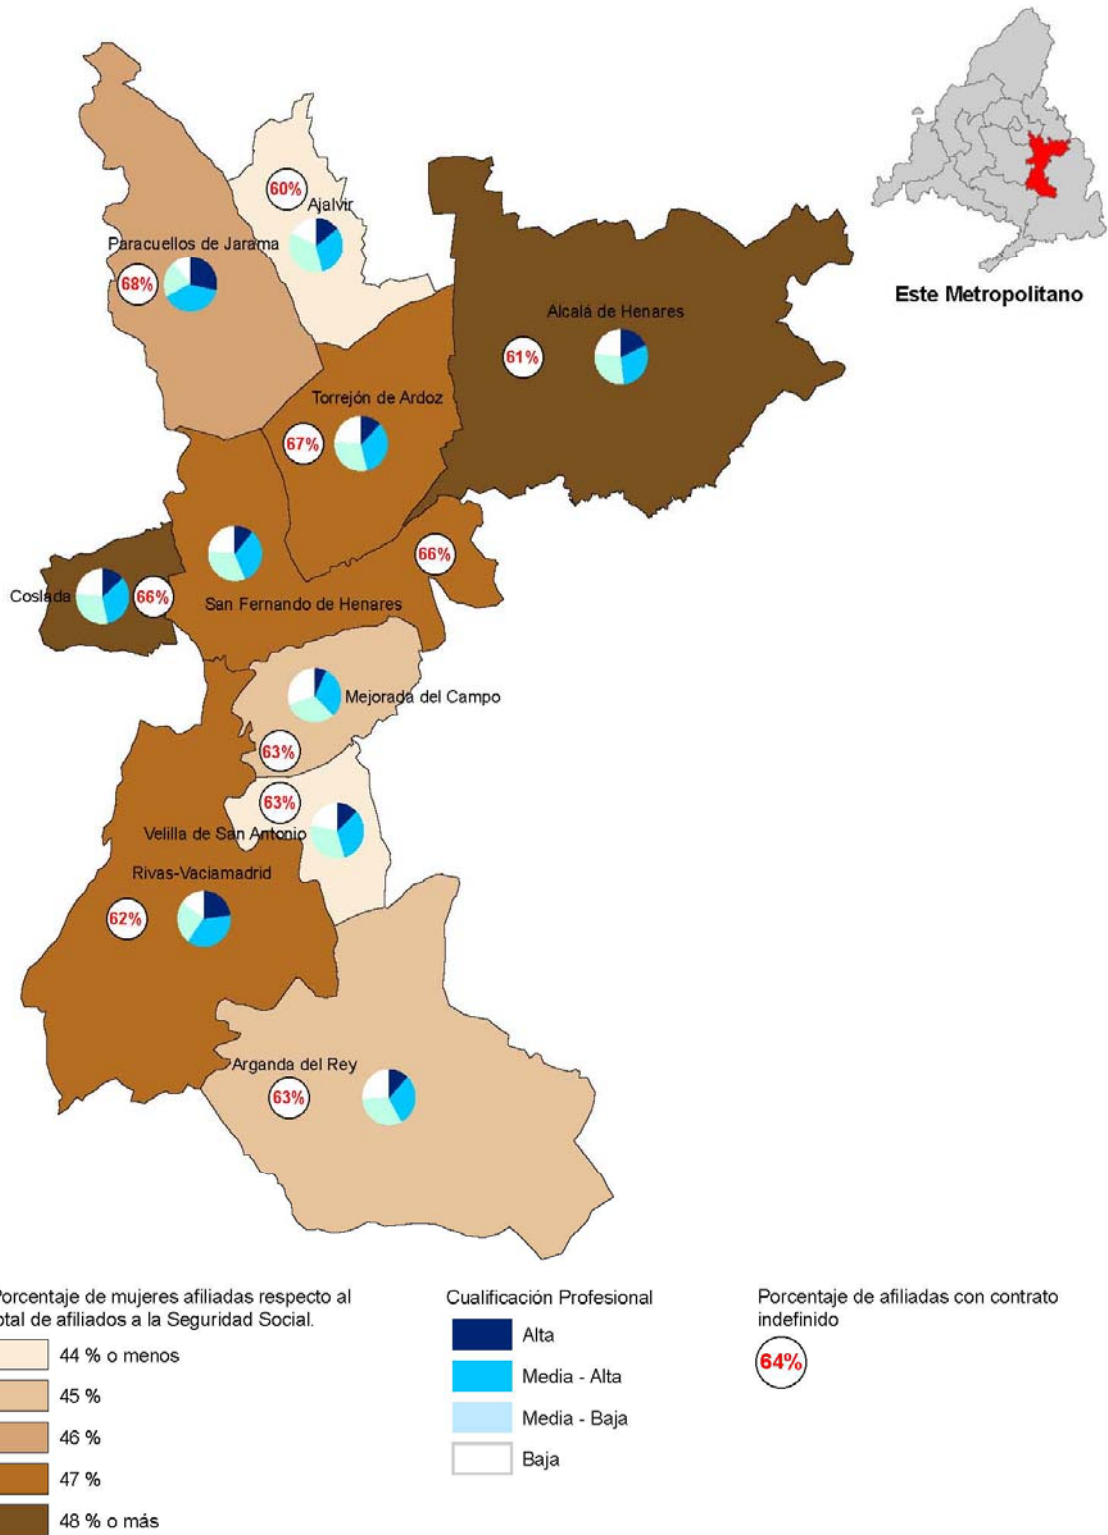 60%
Ajalvir
Paracuellos de Jarama
68%
Este Metropolitano
Alcalá de Henares
61%
Torrejón de Ardoz
67%
66%
Coslada
66%
San Fernando de Henares
Mejorada del Campo
63%
63%
Velilla de San Antonio
Rivas-Vaciamadrid
62%
Arganda del Rey
63%
Porcentaje de mujeres afiliadas respecto al
total de afiliados a la Seguridad Social.
44 % o menos
45 %
46 %
47 %
48 % o más
Cualificación Profesional
Alta
Media - Alta
Media - Baja
Baja
Porcentaje de afiliadas con contrato
indefinido
64%